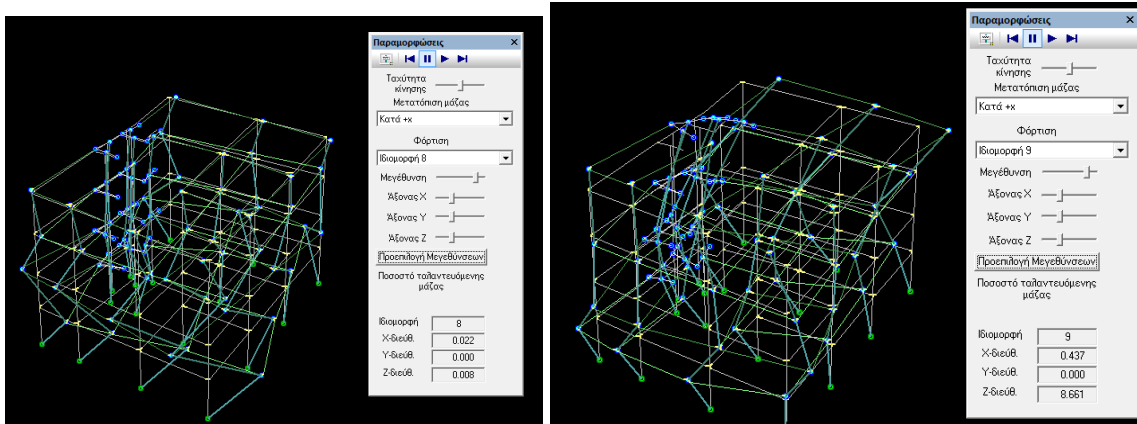 Παραμορφώσεις
Ταχύτητα
κίνησης
Μετατόπιση μάζας
Κατά +x
Φόρτιση
Ιδιομορφή 8
Μεγέθυνση
Άξονας X
Άξονας Y
Άξονας Z
Προεπιλογή Μεγεθύνσεων
Ποσοστό ταλαντευόμενης
μάζας
Ιδιομορφή 8
X-διεύθ. 0.022
Y-διεύθ. 0.000
Z-διεύθ. 0.008
Παραμορφώσεις
Ταχύτητα
κίνησης
Μετατόπιση μάζας
Κατά +x
Φόρτιση
Ιδιομορφή 9
Μεγέθυνση
Άξονας X
Άξονας Y
Άξονας Z
Προεπιλογή Μεγεθύνσεων
Ποσοστό ταλαντευόμενης
μάζας
Ιδιομορφή 9
X-διεύθ. 0.437
Y-διεύθ. 0.000
Z-διεύθ. 8.661